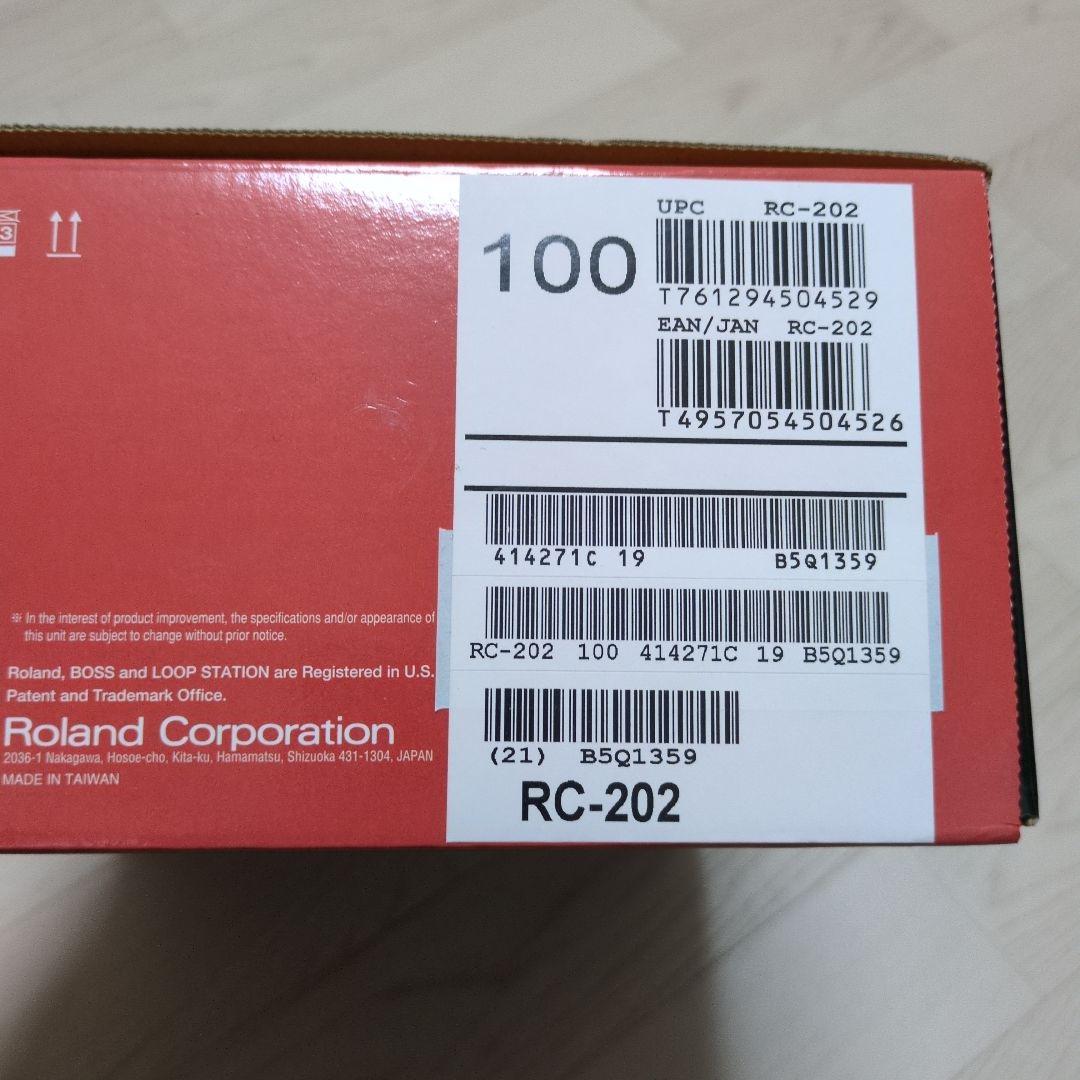 3
100
UPC RC-202
T761294504529
EAN/JAN RC-202
T4957054504526
414271C 19 B5Q1359
RC-202 100 414271C 19 B5Q1359
(21) B5Q1359
RC-202
※ In the interest of product improvement, the specifications and/or appearance of
this unit are subject to change without prior notice.
Roland, BOSS and LOOP STATION are Registered in U.S.
Patent and Trademark Office.
Roland Corporation
2036-1 Nakagawa, Hosoe-cho, Kita-ku, Hamamatsu, Shizuoka 431-1304, JAPAN
MADE IN TAIWAN